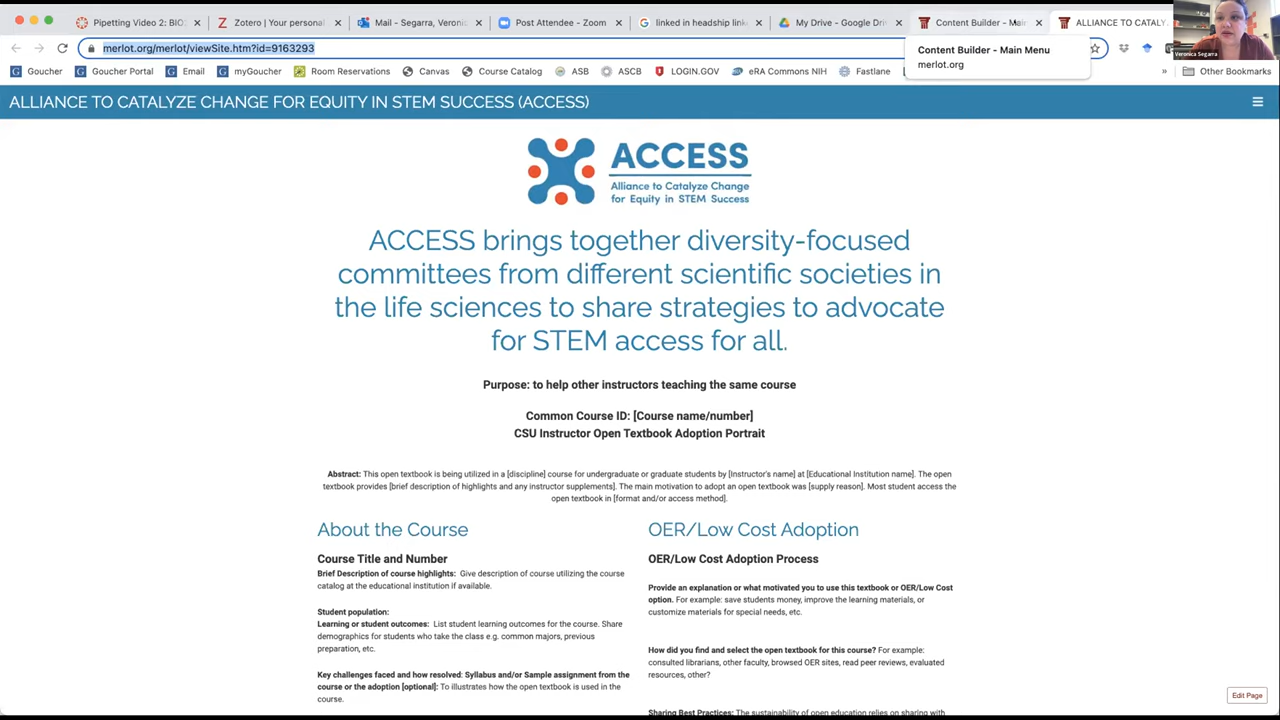 Pipetting Video 2: BIO
Zotero | Your personal
Mail - Segarra, Veronic
Post Attendee - Zoom
linked in headship link
My Drive - Google Dri
Content Builder - Mai
ALLIANCE TO CATALY
merlot.org/merlot/viewSite.htm?id=9163293
Content Builder - Main Menu
merlot.org
Veronica Segarra
Goucher
Goucher Portal
Email
myGoucher
Room Reservations
Canvas
Course Catalog
ASB
ASCB
LOGIN.GOV
eRA Commons NIH
Fastlane
»
Other Bookmarks
ALLIANCE TO CATALYZE CHANGE FOR EQUITY IN STEM SUCCESS (ACCESS)
ACCESS
Alliance to Catalyze Change
for Equity in STEM Success
ACCESS brings together diversity-focused
committees from different scientific societies in
the life sciences to share strategies to advocate
for STEM access for all.
Purpose: to help other instructors teaching the same course
Common Course ID: [Course name/number]
CSU Instructor Open Textbook Adoption Portrait
Abstract: This open textbook is being utilized in a [discipline] course for undergraduate or graduate students by [Instructor's name] at [Educational Institution name]. The open
textbook provides [brief description of highlights and any instructor supplements]. The main motivation to adopt an open textbook was [supply reason]. Most student access the
open textbook in [format and/or access method].
About the Course
Course Title and Number
Brief Description of course highlights: Give description of course utilizing the course
catalog at the educational institution if available.
Student population:
Learning or student outcomes: List student learning outcomes for the course. Share
demographics for students who take the class e.g. common majors, previous
preparation, etc.
Key challenges faced and how resolved: Syllabus and/or Sample assignment from the
course or the adoption [optional]: To illustrates how the open textbook is used in the
course.
OER/Low Cost Adoption
OER/Low Cost Adoption Process
Provide an explanation or what motivated you to use this textbook or OER/Low Cost
option. For example: save students money, improve the learning materials, or
customize materials for special needs, etc.
How did you find and select the open textbook for this course? For example:
consulted librarians, other faculty, browsed OER sites, read peer reviews, evaluated
resources, other?
Sharing Best Practices: The sustainability of open education relies on sharing with
Edit Page